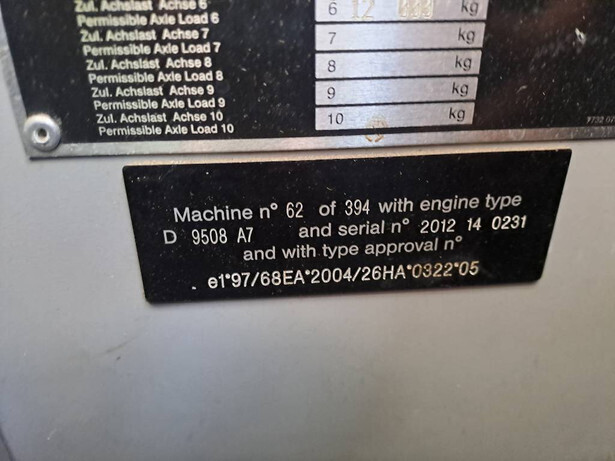 Zul. Achslast Achse 6
6 12 000 kg
Permissible Axle Load 6
Zul. Achslast Achse 7
7 kg
Permissible Axle Load 7
Zul. Achslast Achse 8
8 kg
Permissible Axle Load 8
Zul. Achslast Achse 9
9 kg
Permissible Axle Load 9
Zul. Achslast Achse 10
10 kg
Permissible Axle Load 10
Machine n° 62 of 394 with engine type
D 9508 A7 and serial n° 2012 14 0231
and with type approval n°
e1*97/68EA*2004/26HA*0322*05